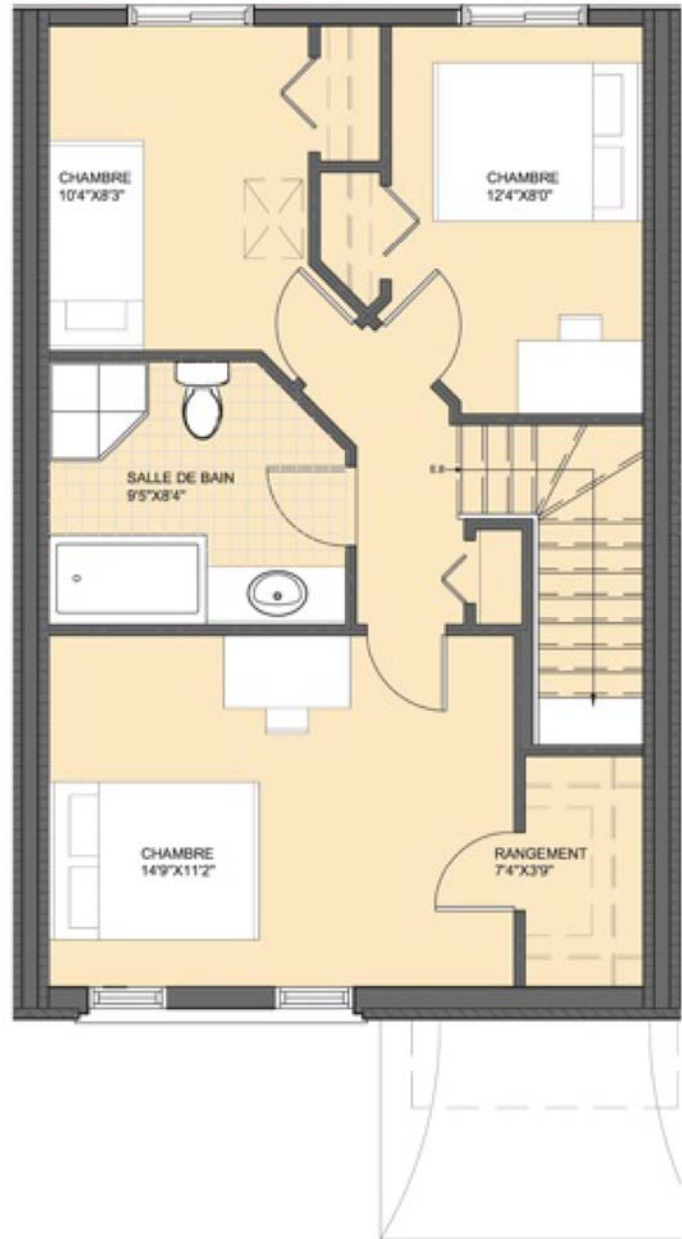 CHAMBRE
10'4"X8'3"
CHAMBRE
12'4"X8'0"
SALLE DE BAIN
9'5"X8'4"
CHAMBRE
14'9"X11'2"
RANGEMENT
7'4"X3'9"